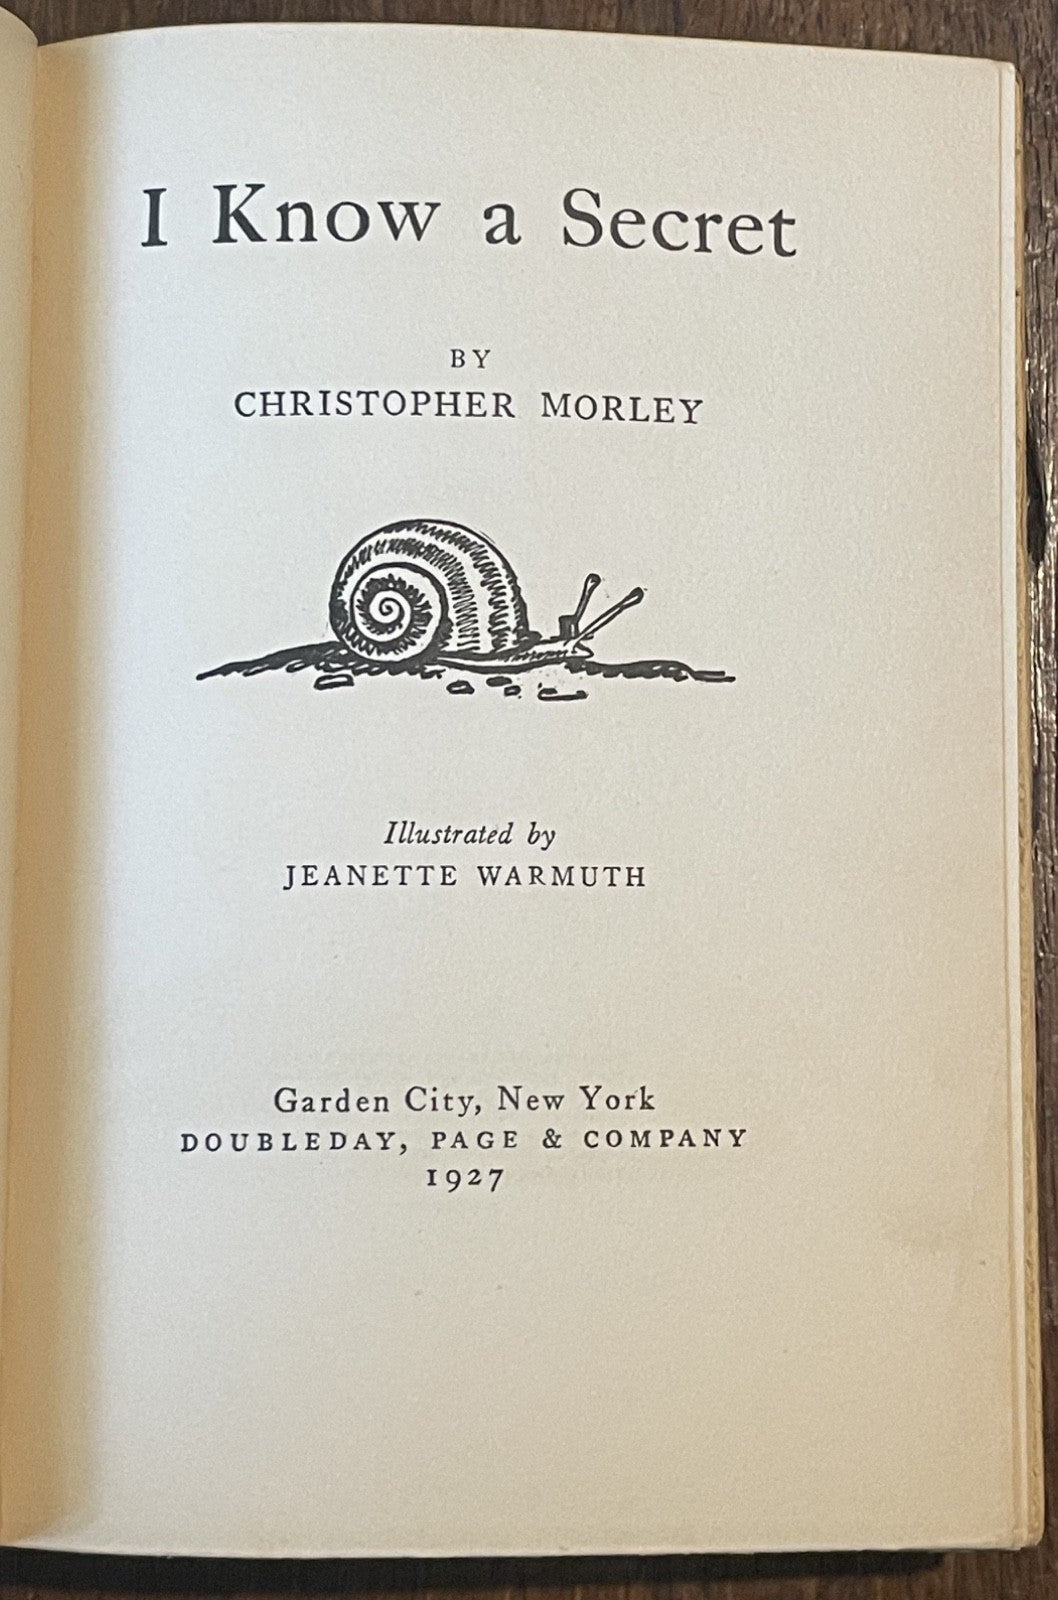 I Know a Secret
BY
CHRISTOPHER MORLEY
Illustrated by
JEANETTE WARMUTH
Garden City, New York
DOUBLEDAY, PAGE & COMPANY
1927